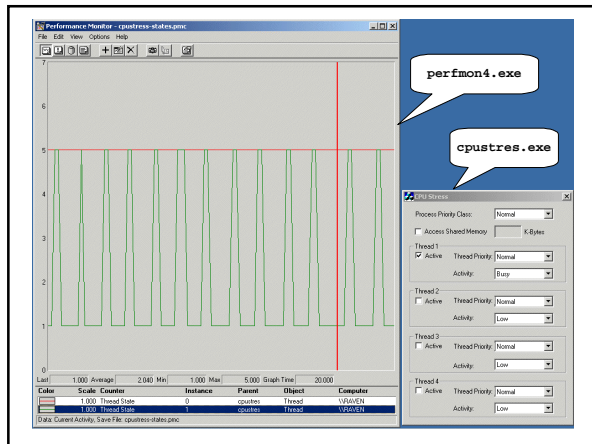 Performance Monitor - cpustress-states.pmc
File Edit View Options Help
perfmon4.exe
cpustres.exe
7
6
5
4
3
2
1
0
Last 1.000 Average 2.040 Min 1.000 Max 5.000 Graph Time 20.000
Color Scale Counter Instance Parent Object Computer
1.000 Thread State 0 cpustres Thread \\RAVEN
1.000 Thread State 1 cpustres Thread \\RAVEN
Data: Current Activity, Save File: cpustress-states.pmc
CPU Stress
Process Priority Class: Normal
Access Shared Memory K-Bytes
Thread 1
Active Thread Priority: Normal
Activity: Busy
Thread 2
Active Thread Priority: Normal
Activity: Low
Thread 3
Active Thread Priority: Normal
Activity: Low
Thread 4
Active Thread Priority: Normal
Activity: Low